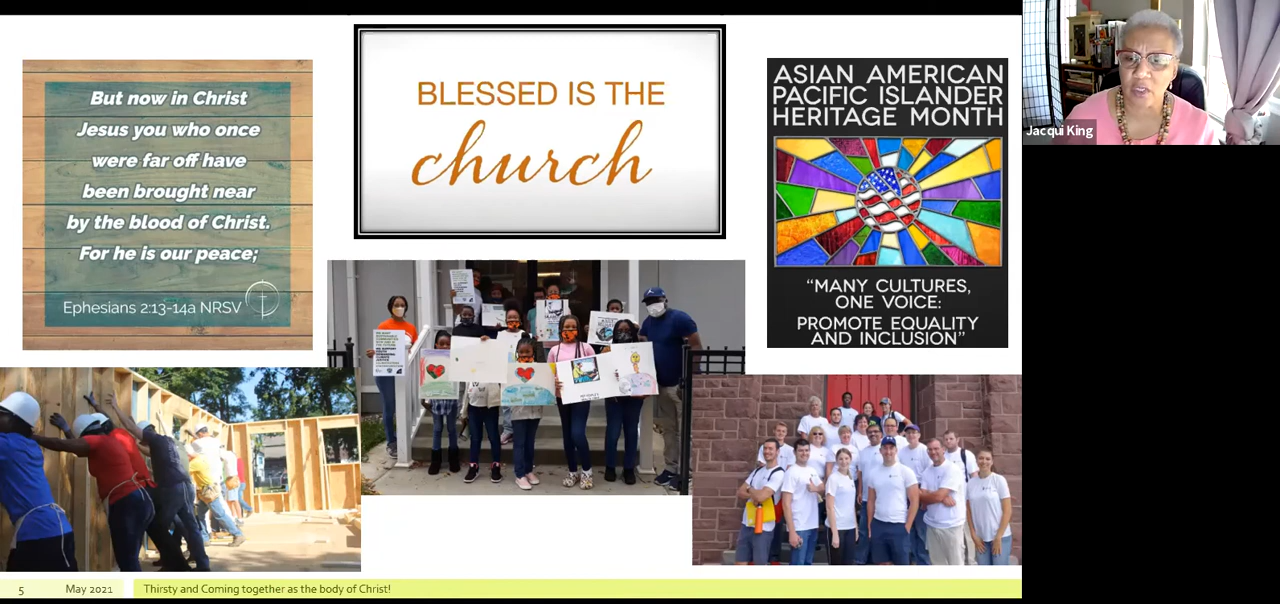 But now in Christ
Jesus you who once
were far off have
been brought near
by the blood of Christ.
For he is our peace;
Ephesians 2:13-14a NRSV
BLESSED IS THE
church
ASIAN AMERICAN
PACIFIC ISLANDER
HERITAGE MONTH
“MANY CULTURES,
ONE VOICE:
PROMOTE EQUALITY
AND INCLUSION”
Jacqui King
5
May 2021
Thirsty and Coming together as the body of Christ!